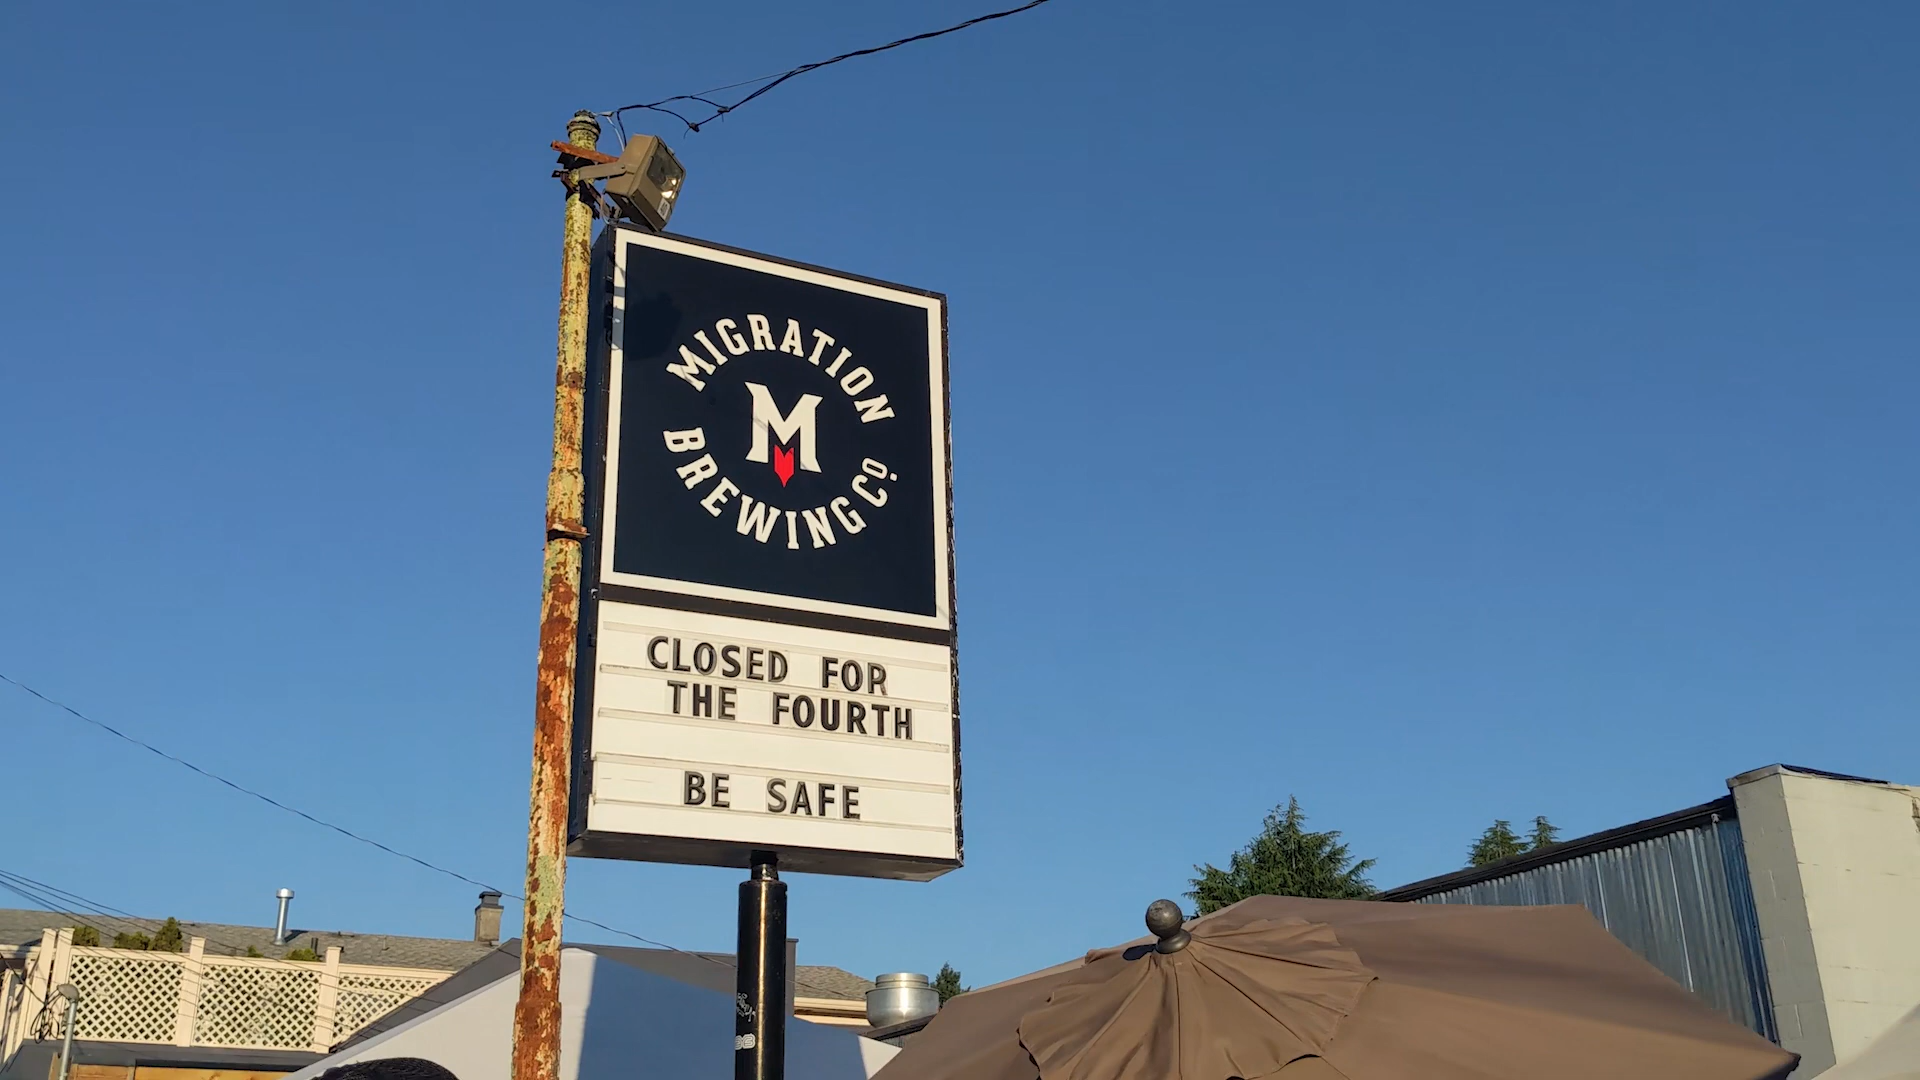 MIGRATION
M
BREWING CO.
CLOSED FOR
THE FOURTH
BE SAFE